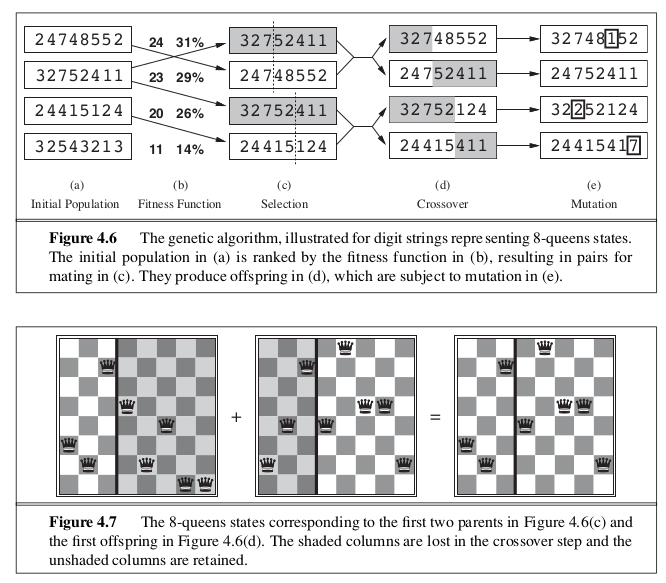 24748552 24 31% 32752411 32748552 32748152
32752411 23 29% 24748552 24752411 24752411
24415124 20 26% 32752411 32752124 32252124
32543213 11 14% 24415124 24415411 24415417
(a) (b) (c) (d) (e)
Initial Population Fitness Function Selection Crossover Mutation
Figure 4.6 The genetic algorithm, illustrated for digit strings representing 8-queens states.
The initial population in (a) is ranked by the fitness function in (b), resulting in pairs for
mating in (c). They produce offspring in (d), which are subject to mutation in (e).
+ =
Figure 4.7 The 8-queens states corresponding to the first two parents in Figure 4.6(c) and
the first offspring in Figure 4.6(d). The shaded columns are lost in the crossover step and the
unshaded columns are retained.